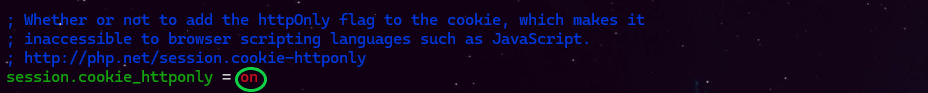 ; Whether or not to add the httpOnly flag to the cookie, which makes it
; inaccessible to browser scripting languages such as JavaScript.
; http://php.net/session.cookie-httponly
session.cookie_httponly = on